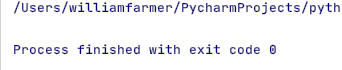 /Users/williamfarmer/PycharmProjects/pyth
Process finished with exit code 0